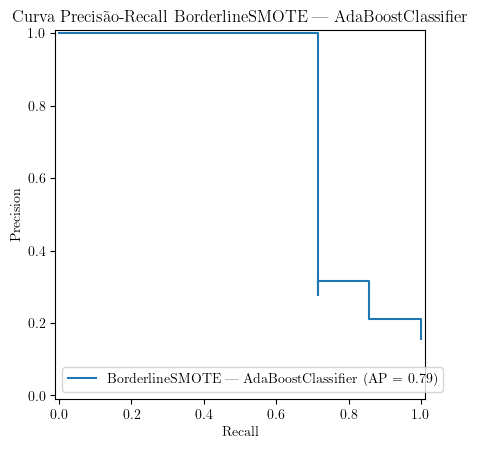 Curva Precisão-Recall BorderlineSMOTE — AdaBoostClassifier
1.0
0.8
0.6
0.4
0.2
0.0
Precision
BorderlineSMOTE — AdaBoostClassifier (AP = 0.79)
0.0 0.2 0.4 0.6 0.8 1.0
Recall